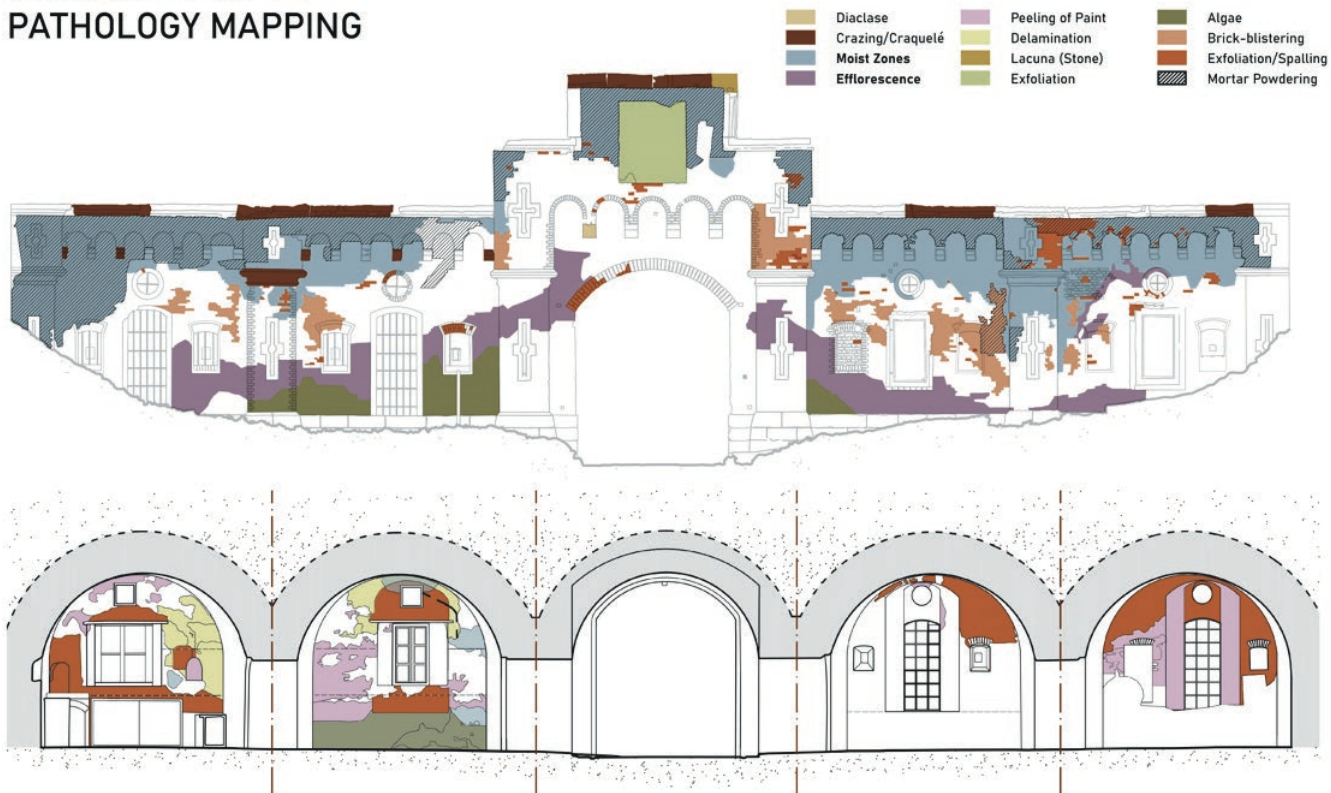 PATHOLOGY MAPPING
Diaclase
Crazing/Craquelé
Moist Zones
Efflorescence
Peeling of Paint
Delamination
Lacuna (Stone)
Exfoliation
Algae
Brick-blistering
Exfoliation/Spalling
Mortar Powdering